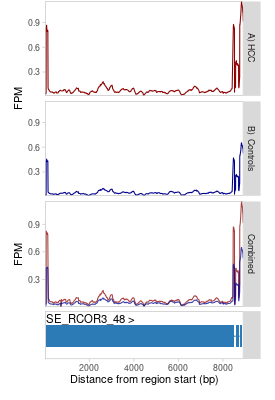 0.9
0.6
0.3
FPM
A) HCC
0.9
0.6
0.3
B) Controls
0.9
0.6
0.3
FPM
Combined
SE_RCOR3_48 >
2000 4000 6000 8000
Distance from region start (bp)